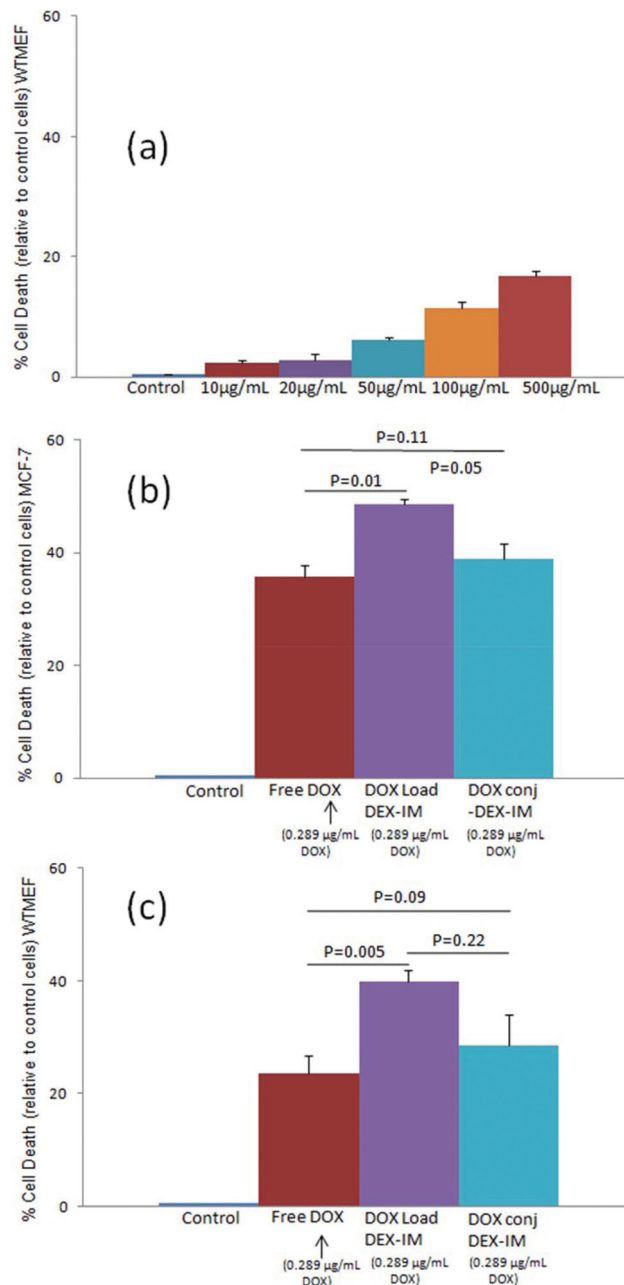 % Cell Death (relative to control cells) WTMEF
60
(a)
40
20
0
Control 10µg/mL 20µg/mL 50µg/mL 100µg/mL 500µg/mL
% Cell Death (relative to control cells) MCF-7
60
P=0.11
(b)
P=0.01 P=0.05
40
20
0
Control Free DOX DOX Load DOX conj
DEX-IM -DEX-IM
(0.289 µg/mL (0.289 µg/mL DOX) (0.289 µg/mL DOX)
DOX)
% Cell Death (relative to control cells) WTMEF
60
(c)
P=0.09
P=0.005 P=0.22
40
20
0
Control Free DOX DOX Load DOX conj
DEX-IM DEX-IM
(0.289 µg/mL (0.289 µg/mL DOX) (0.289 µg/mL DOX)
DOX)